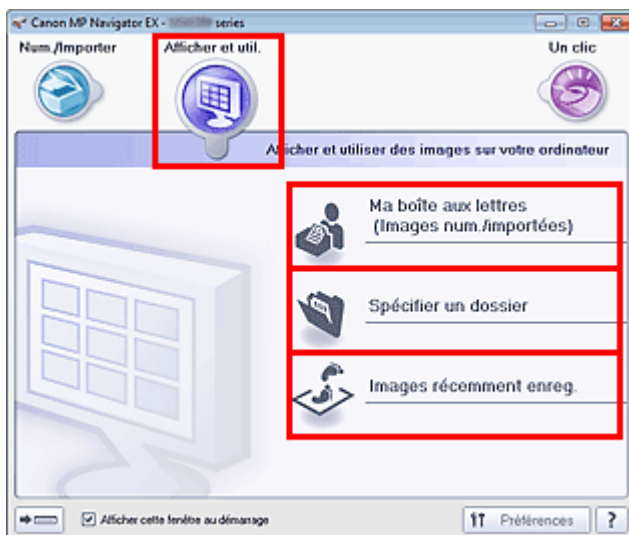 Canon MP Navigator EX - series
Num./Importer
Afficher et util.
Un clic
Afficher et utiliser des images sur votre ordinateur
Ma boîte aux lettres
(Images num./importées)
Spécifier un dossier
Images récemment enreg.
Afficher cette fenêtre au démarrage
Préférences
?